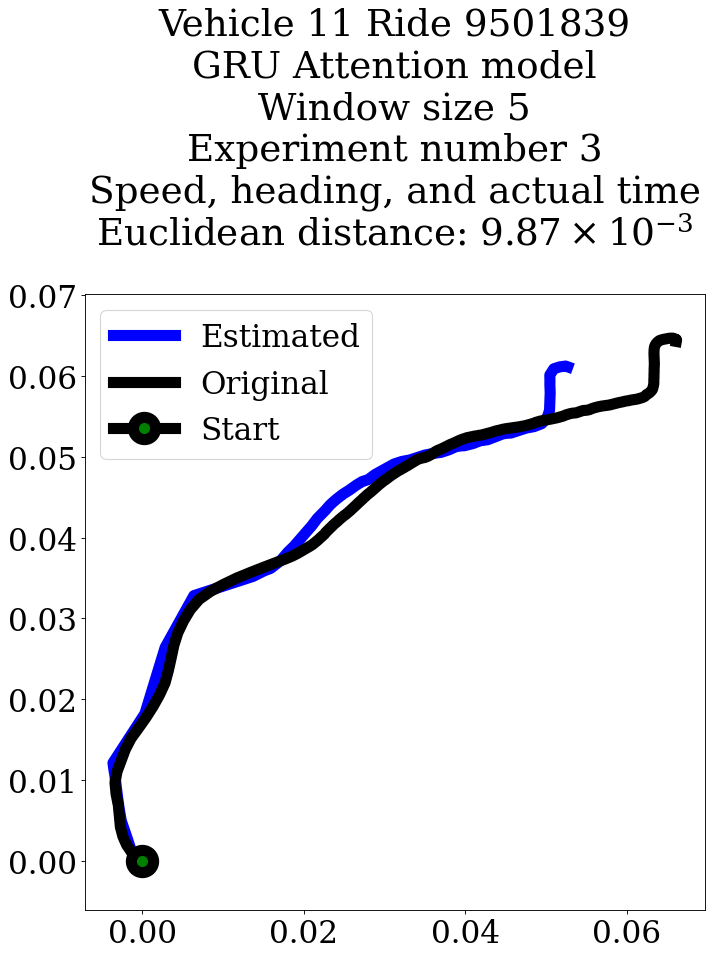 Vehicle 11 Ride 9501839
GRU Attention model
Window size 5
Experiment number 3
Speed, heading, and actual time
Euclidean distance: 9.87 × 10⁻³
0.07
0.06
0.05
0.04
0.03
0.02
0.01
0.00
Estimated
Original
Start
0.00 0.02 0.04 0.06